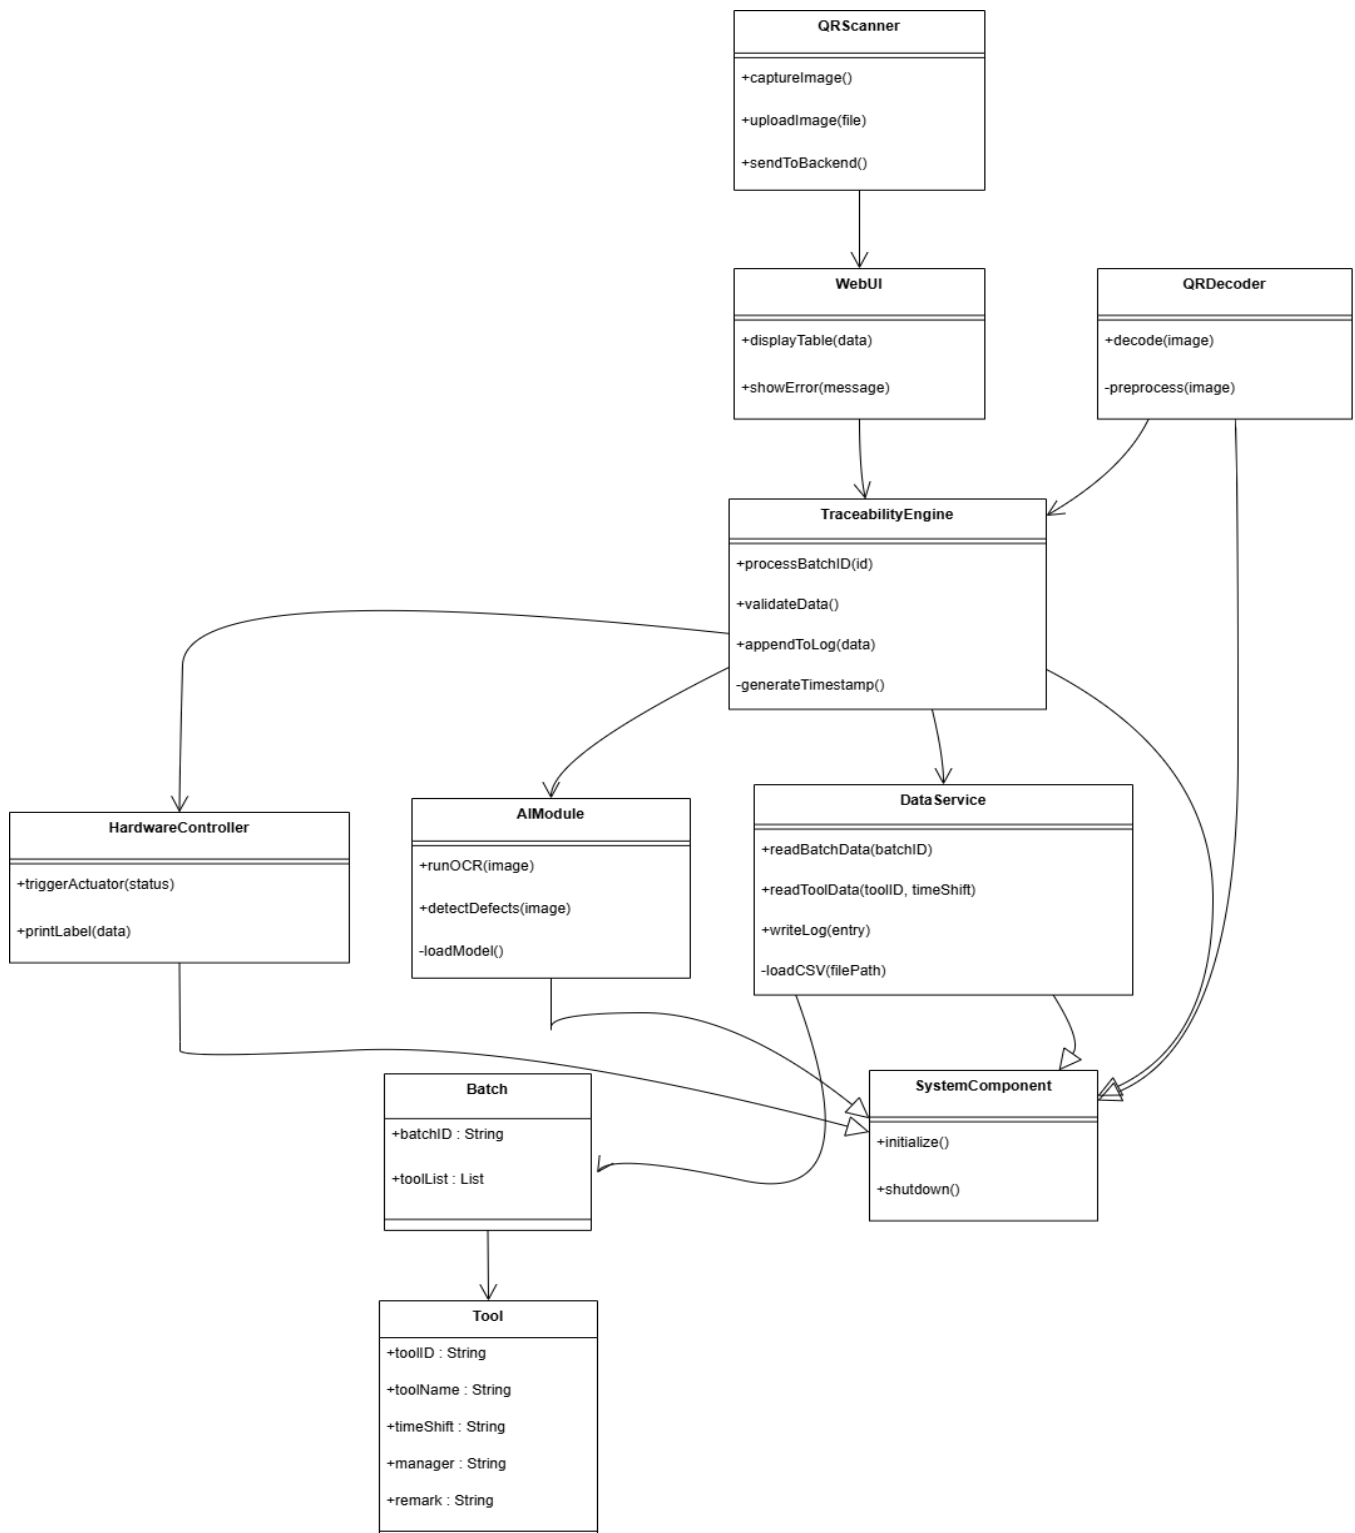 QRScanner
+captureImage()
+uploadImage(file)
+sendToBackend()
WebUI
+displayTable(data)
+showError(message)
QRDecoder
+decode(image)
-preprocess(image)
TraceabilityEngine
+processBatchID(id)
+validateData()
+appendToLog(data)
-generateTimestamp()
HardwareController
+triggerActuator(status)
+printLabel(data)
AIModule
+runOCR(image)
+detectDefects(image)
-loadModel()
DataService
+readBatchData(batchID)
+readToolData(toolID, timeShift)
+writeLog(entry)
-loadCSV(filePath)
Batch
+batchID : String
+toolList : List
SystemComponent
+initialize()
+shutdown()
Tool
+toolID : String
+toolName : String
+timeShift : String
+manager : String
+remark : String